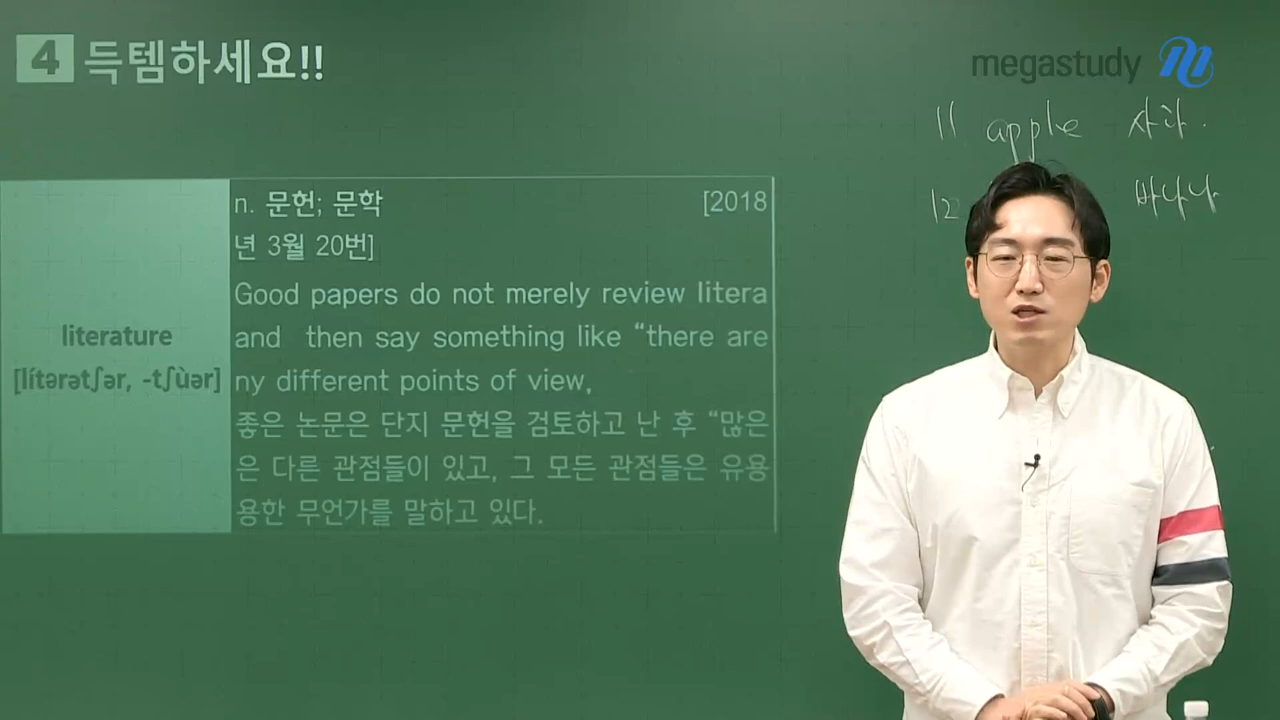 4 득템하세요!!
megastudy
11 apple 사과.
12 바나나
literature
[lítərətʃər, -tʃùər]
n. 문헌; 문학 [2018
년 3월 20번]
Good papers do not merely review litera
and then say something like “there are
ny different points of view,
좋은 논문은 단지 문헌을 검토하고 난 후 “많은
은 다른 관점들이 있고, 그 모든 관점들은 유용
용한 무언가를 말하고 있다.